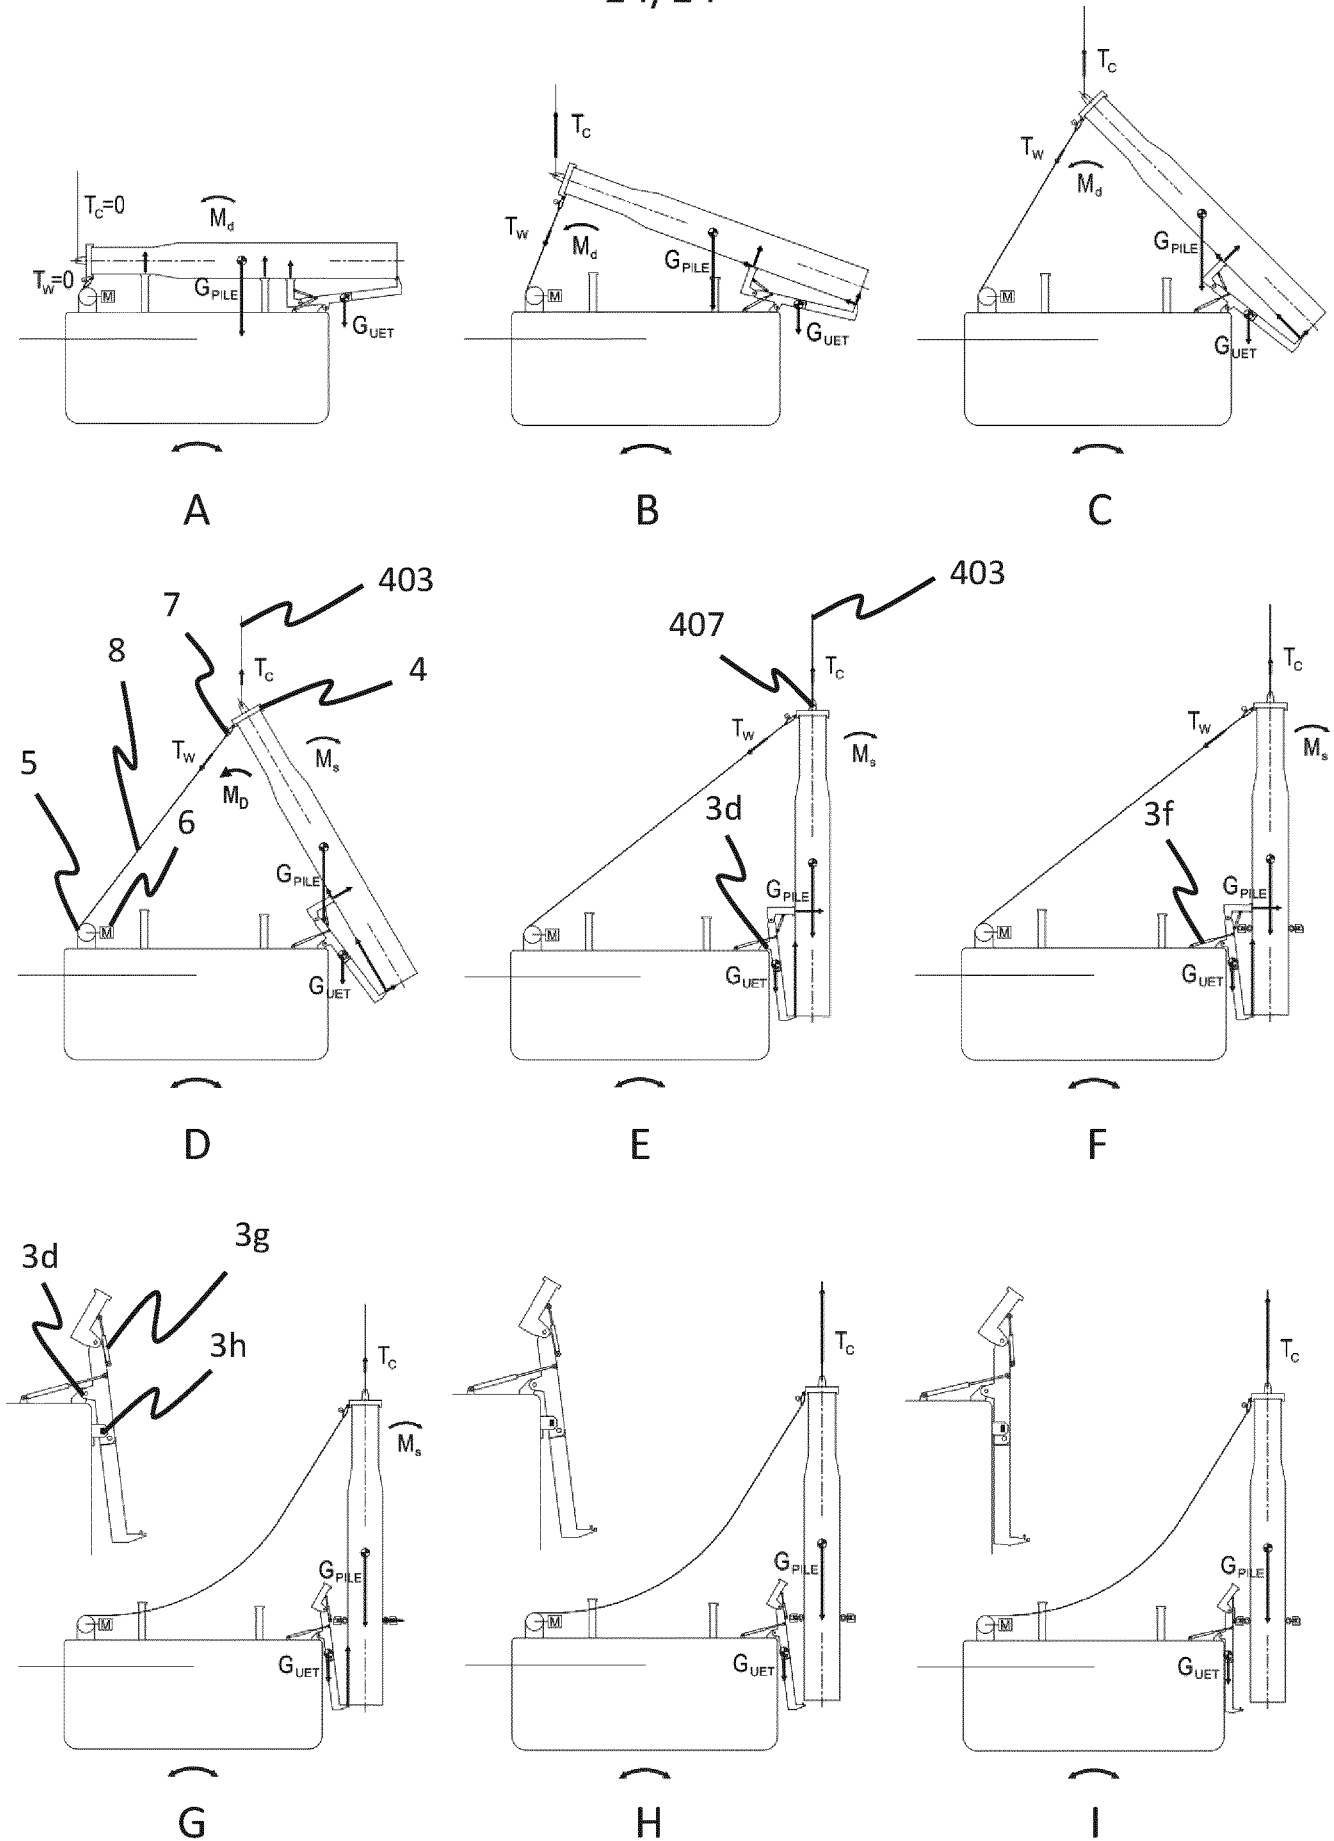 T_C=0
M_d
T_W=0
M
G_PILE
G_UET
A
T_C
T_W
M_d
G_PILE
M
G_UET
B
T_C
T_W
M_d
G_PILE
M
G_UET
C
403
7
8
T_C
4
T_W
M_s
5
M_D
6
G_PILE
M
G_UET
D
403
407
T_C
T_W
M_s
3d
G_PILE
M
G_UET
E
T_C
T_W
M_s
3f
G_PILE
M
G_UET
F
3g
3d
3h
T_C
M_s
G_PILE
M
G_UET
G
T_C
G_PILE
M
G_UET
H
T_C
G_PILE
M
G_UET
I